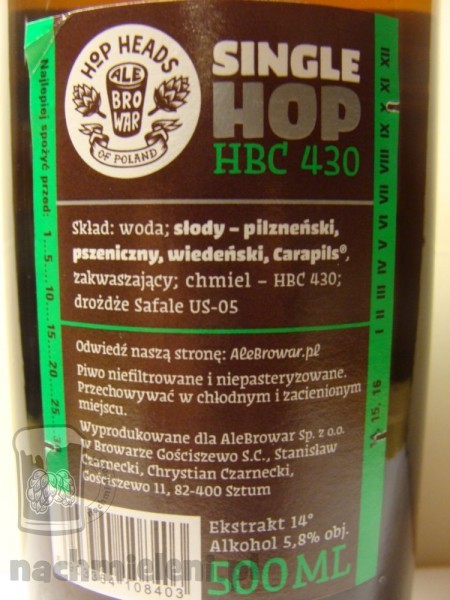 HOP HEADS
ALE
BRO
WAR
OF POLAND
SINGLE
HOP
HBC 430
Najlepiej spożyć przed: 1.....5.....10.....15.....20.....25.....
I II III IV V VI VII VIII IX X XI XII
15, 16
Skład: woda; słody – pilzneński,
pszeniczny, wiedeński, Carapils®,
zakwaszający; chmiel – HBC 430;
drożdże Safale US-05
Odwiedź naszą stronę: AleBrowar.pl
Piwo niefiltrowane i niepasteryzowane.
Przechowywać w chłodnym i zacienionym
miejscu.
Wyprodukowane dla AleBrowar Sp. z o.o.
w Browarze Gościszewo S.C., Stanisław
Czarnecki, Chrystian Czarnecki,
Gościszewo 11, 82-400 Sztum
Ekstrakt 14°
Alkohol 5,8% obj.
500 ML
108403